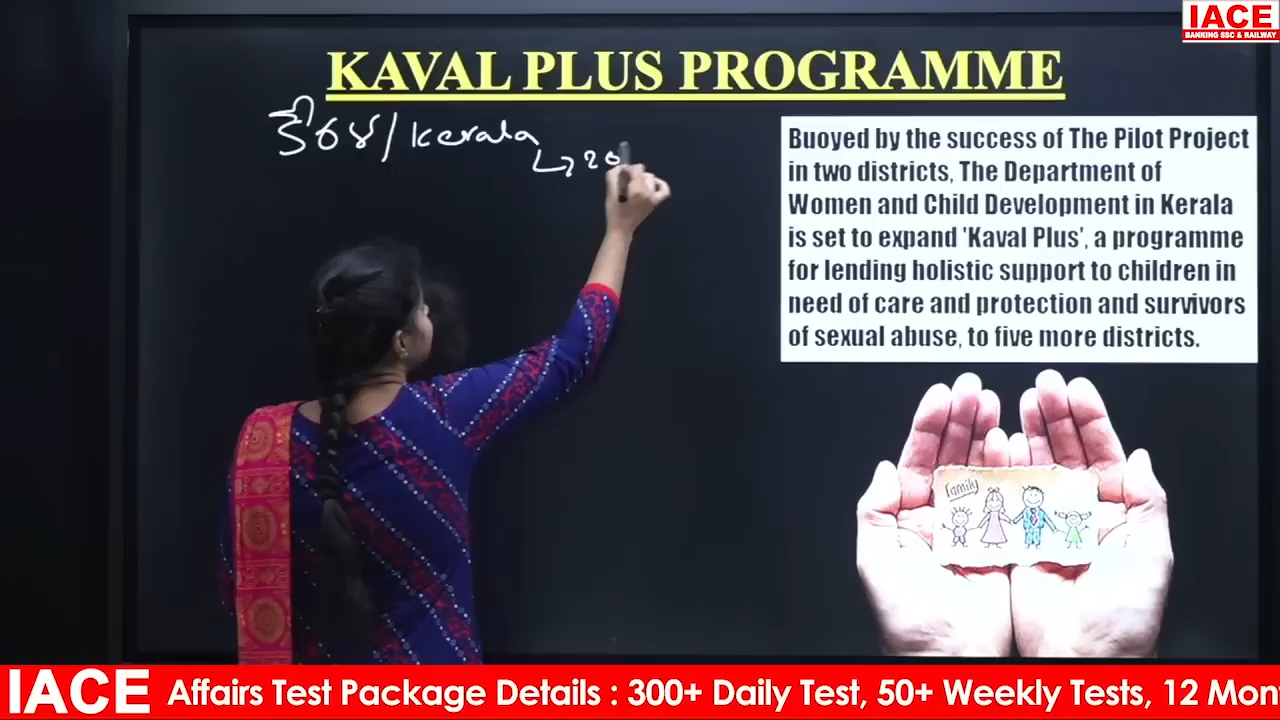 IACE
BANKING SSC & RAILWAY
KAVAL PLUS PROGRAMME
కేరళ / Kerala
↳ 20
Buoyed by the success of The Pilot Project
in two districts, The Department of
Women and Child Development in Kerala
is set to expand 'Kaval Plus', a programme
for lending holistic support to children in
need of care and protection and survivors
of sexual abuse, to five more districts.
Family
IACE Affairs Test Package Details : 300+ Daily Test, 50+ Weekly Tests, 12 Mon